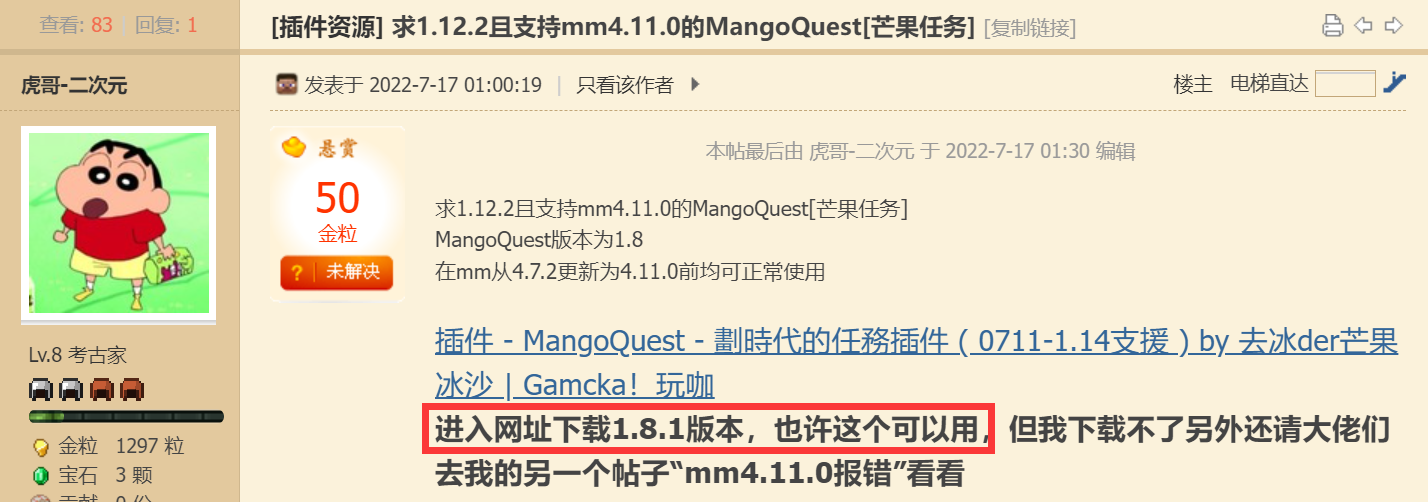 查看: 83 | 回复: 1
[插件资源] 求1.12.2且支持mm4.11.0的MangoQuest[芒果任务] [复制链接]
虎哥-二次元
发表于 2022-7-17 01:00:19 | 只看该作者
楼主 电梯直达
悬赏
50
金粒
? 未解决
本帖最后由 虎哥-二次元 于 2022-7-17 01:30 编辑
求1.12.2且支持mm4.11.0的MangoQuest[芒果任务]
MangoQuest版本为1.8
在mm从4.7.2更新为4.11.0前均可正常使用
插件 - MangoQuest - 劃時代的任務插件 ( 0711-1.14支援 ) by 去冰der芒果
冰沙 | Gamcka！玩咖
进入网址下载1.8.1版本，也许这个可以用，但我下载不了另外还请大佬们
去我的另一个帖子“mm4.11.0报错”看看
Lv.8 考古家
金粒 1297 粒
宝石 3 颗
贡献 0 份